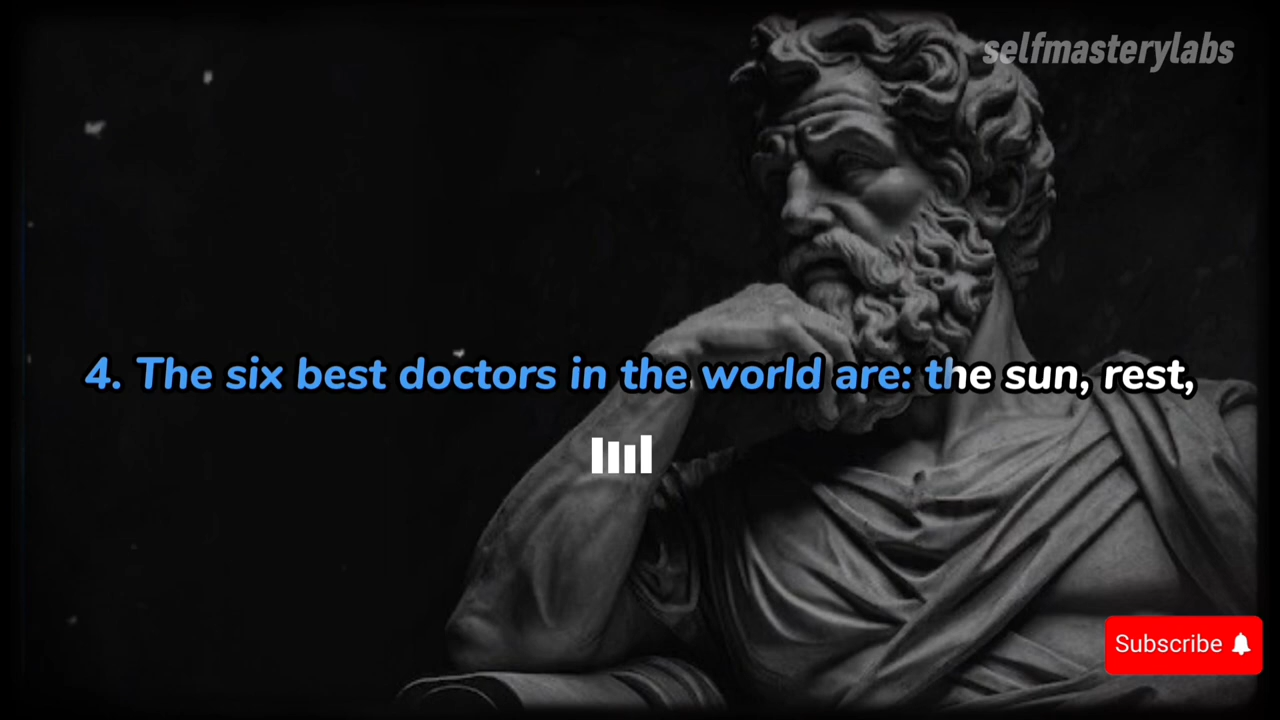 selfmasterylabs
4. The six best doctors in the world are: the sun, rest,
Subscribe